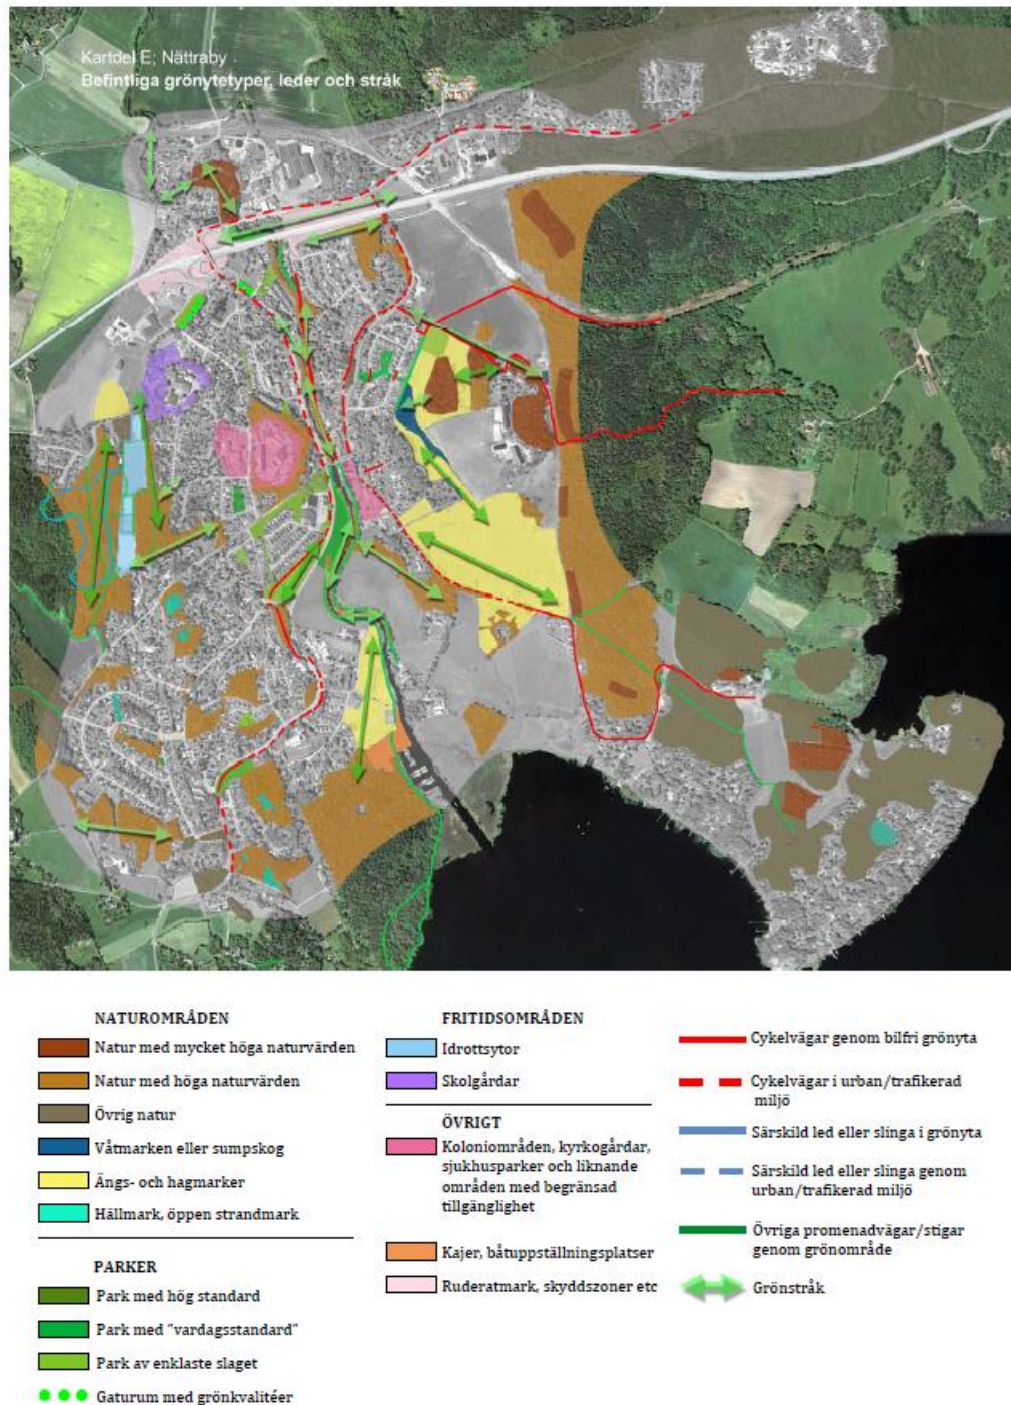 Kartdel E; Nättraby
Befintliga grönytetyper, leder och stråk
NATUROMRÅDEN
Natur med mycket höga naturvärden
Natur med höga naturvärden
Övrig natur
Våtmarken eller sumpskog
Ängs- och hagmarker
Hällmark, öppen strandmark
PARKER
Park med hög standard
Park med "vardagsstandard"
Park av enklaste slaget
Gaturum med grönkvalitéer
FRITIDSOMRÅDEN
Idrottsytor
Skolgårdar
ÖVRIGT
Koloniområden, kyrkogårdar,
sjukhusparker och liknande
områden med begränsad
tillgänglighet
Kajer, båtuppställningsplatser
Ruderatmark, skyddszoner etc
Cykelvägar genom bilfri grönyta
Cykelvägar i urban/trafikerad
miljö
Särskild led eller slinga i grönyta
Särskild led eller slinga genom
urban/trafikerad miljö
Övriga promenadvägar/stigar
genom grönområde
Grönstråk